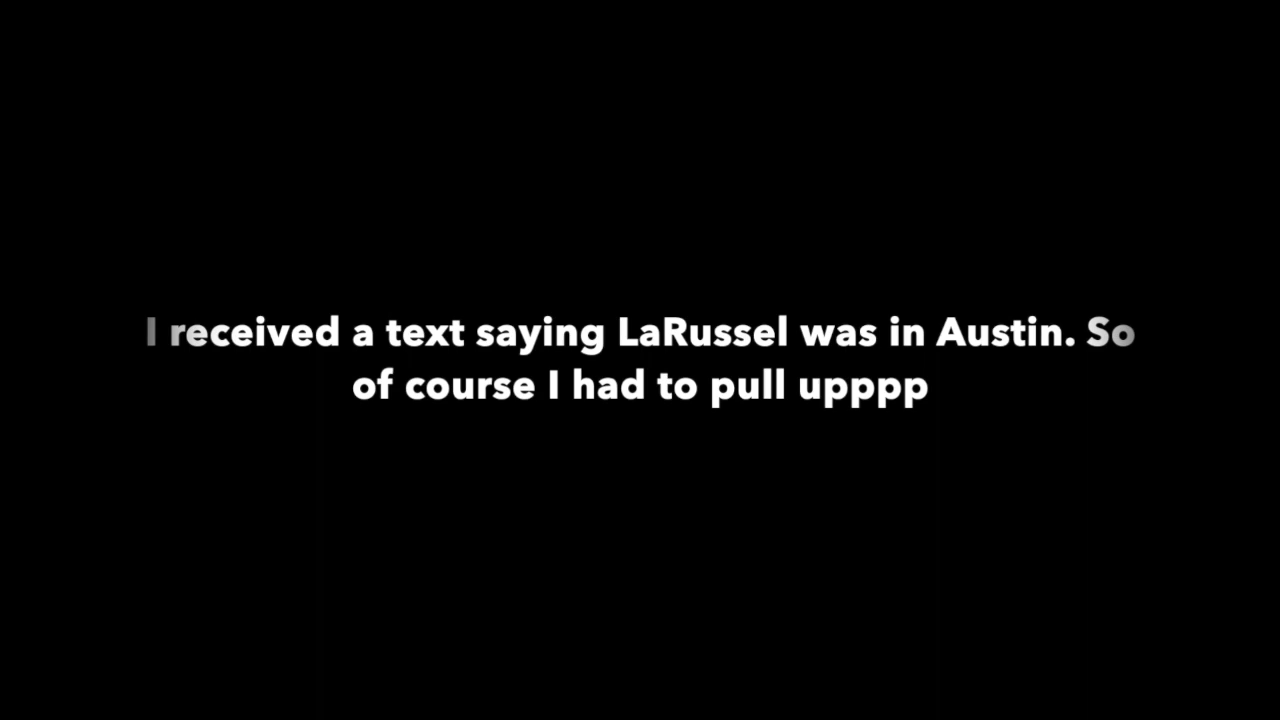 I received a text saying LaRussel was in Austin. So
of course I had to pull upppp